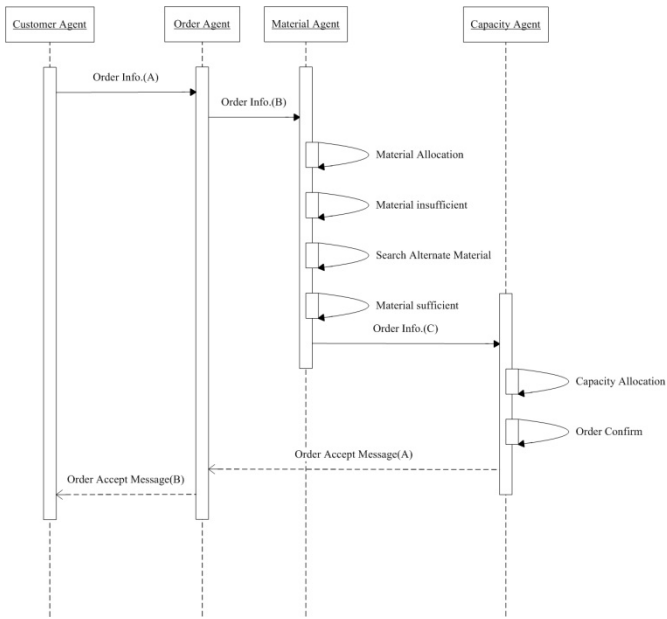 Customer Agent
Order Agent
Material Agent
Capacity Agent
Order Info.(A)
Order Info.(B)
Material Allocation
Material insufficient
Search Alternate Material
Material sufficient
Order Info.(C)
Capacity Allocation
Order Confirm
Order Accept Message(A)
Order Accept Message(B)